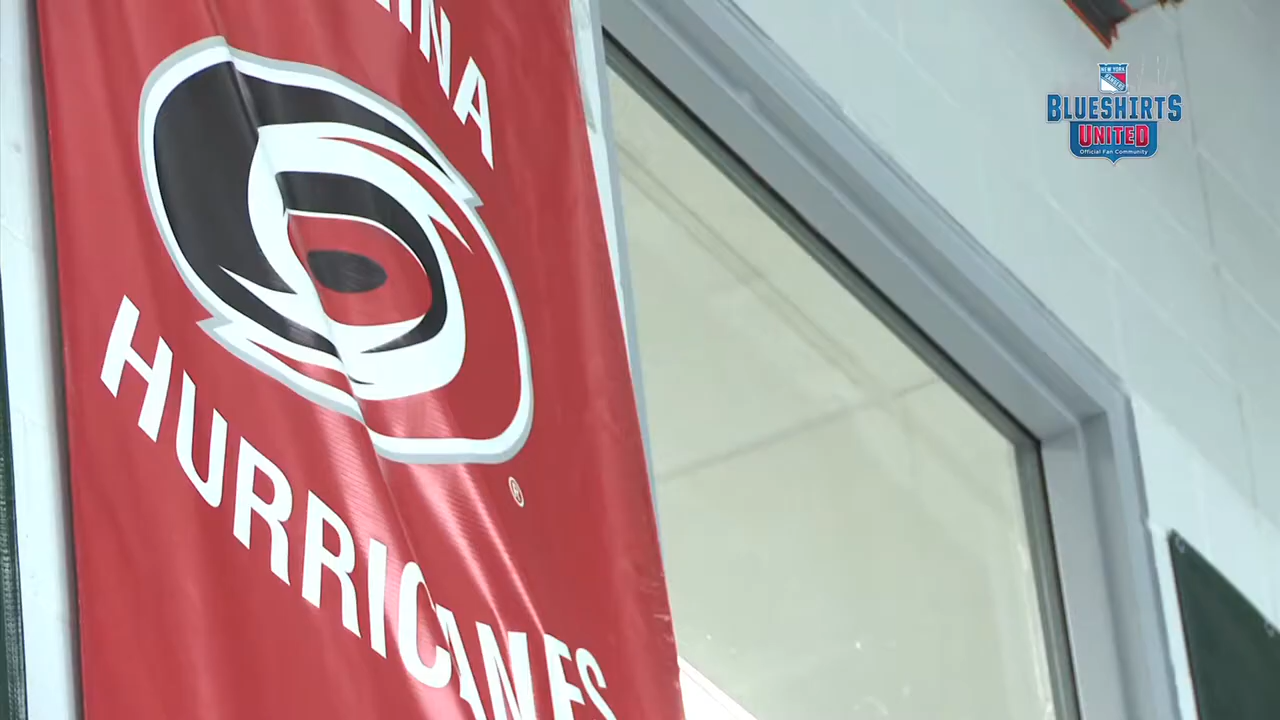 INA
HURRICANES
®
NEW YORK
RANGERS
BLUESHIRTS
UNITED
Official Fan Community